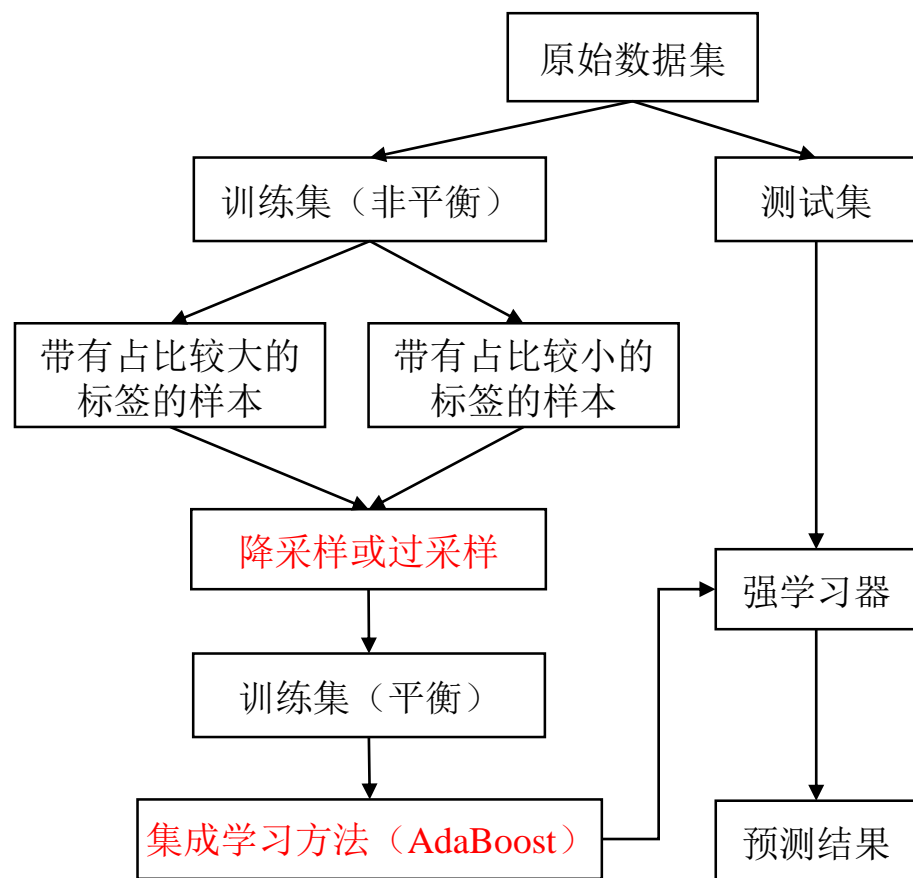 原始数据集
训练集（非平衡）
测试集
带有占比较大的
标签的样本
带有占比较小的
标签的样本
降采样或过采样
强学习器
训练集（平衡）
集成学习方法（AdaBoost）
预测结果